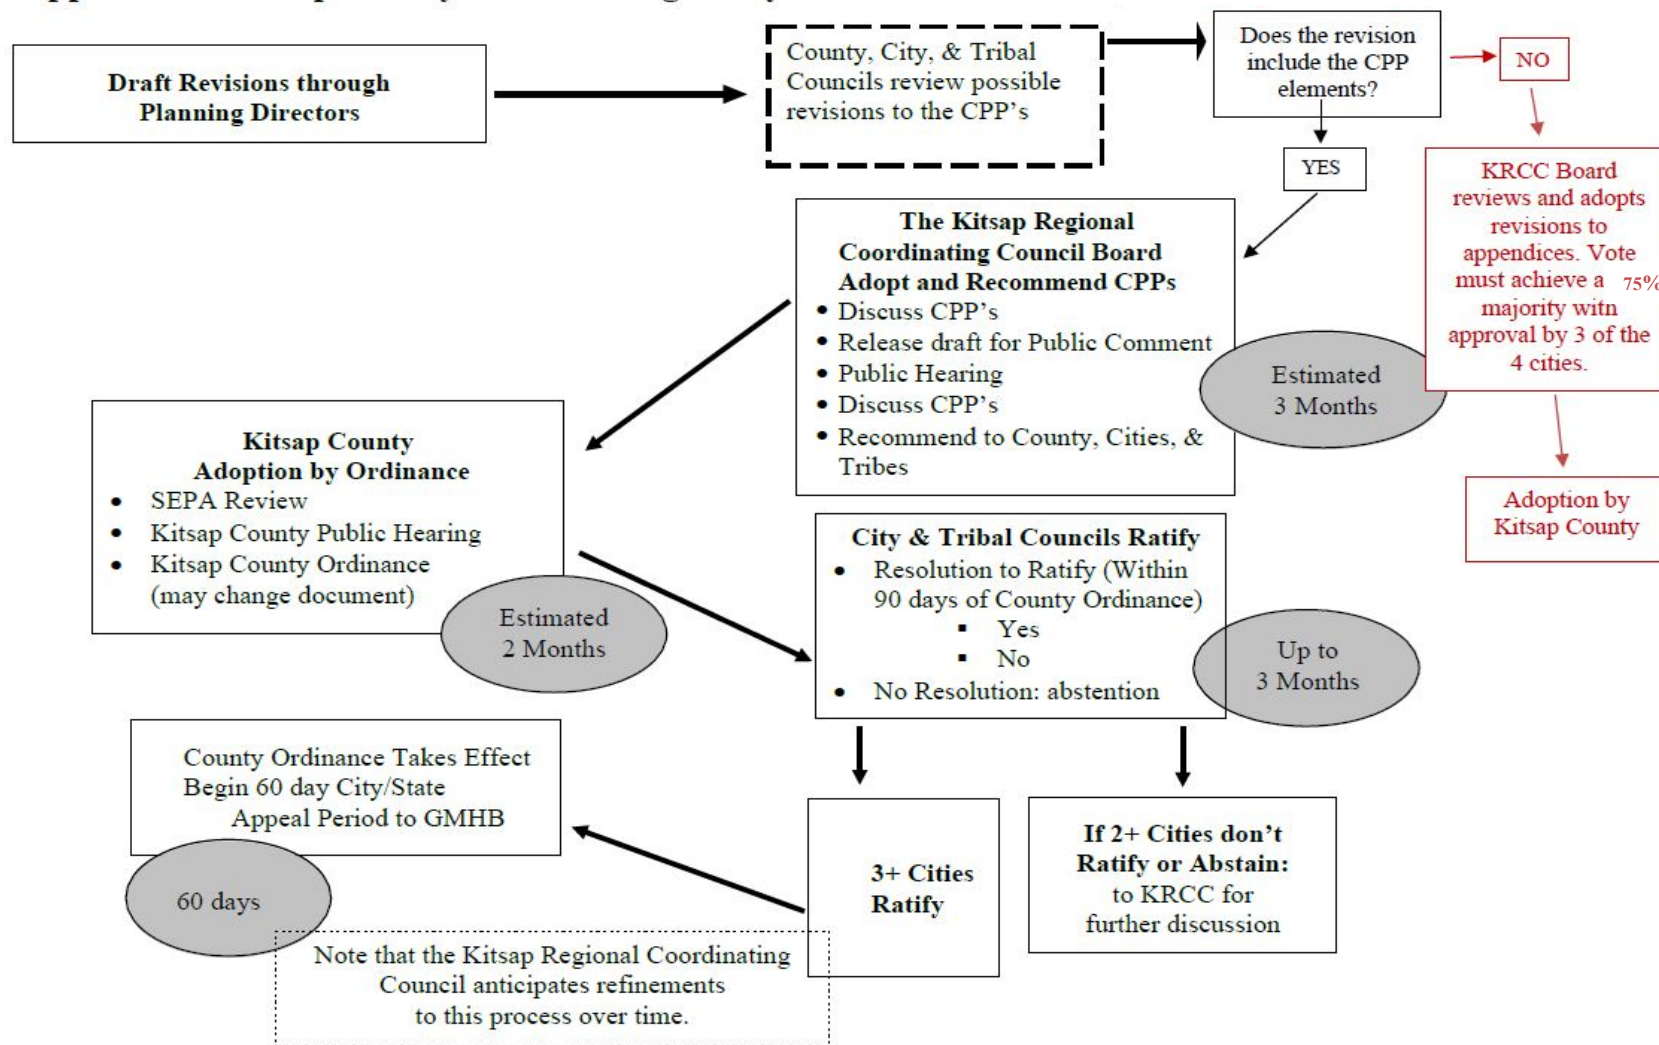 Draft Revisions through
Planning Directors
County, City, & Tribal
Councils review possible
revisions to the CPP's
Does the revision
include the CPP
elements?
NO
YES
KRCC Board
reviews and adopts
revisions to
appendices. Vote
must achieve a 75%
majority witn
approval by 3 of the
4 cities.
Adoption by
Kitsap County
The Kitsap Regional
Coordinating Council Board
Adopt and Recommend CPPs
• Discuss CPP's
• Release draft for Public Comment
• Public Hearing
• Discuss CPP's
• Recommend to County, Cities, &
Tribes
Estimated
3 Months
Kitsap County
Adoption by Ordinance
• SEPA Review
• Kitsap County Public Hearing
• Kitsap County Ordinance
(may change document)
Estimated
2 Months
City & Tribal Councils Ratify
• Resolution to Ratify (Within
90 days of County Ordinance)
▪ Yes
▪ No
• No Resolution: abstention
Up to
3 Months
County Ordinance Takes Effect
Begin 60 day City/State
Appeal Period to GMHB
60 days
3+ Cities
Ratify
If 2+ Cities don't
Ratify or Abstain:
to KRCC for
further discussion
Note that the Kitsap Regional Coordinating
Council anticipates refinements
to this process over time.